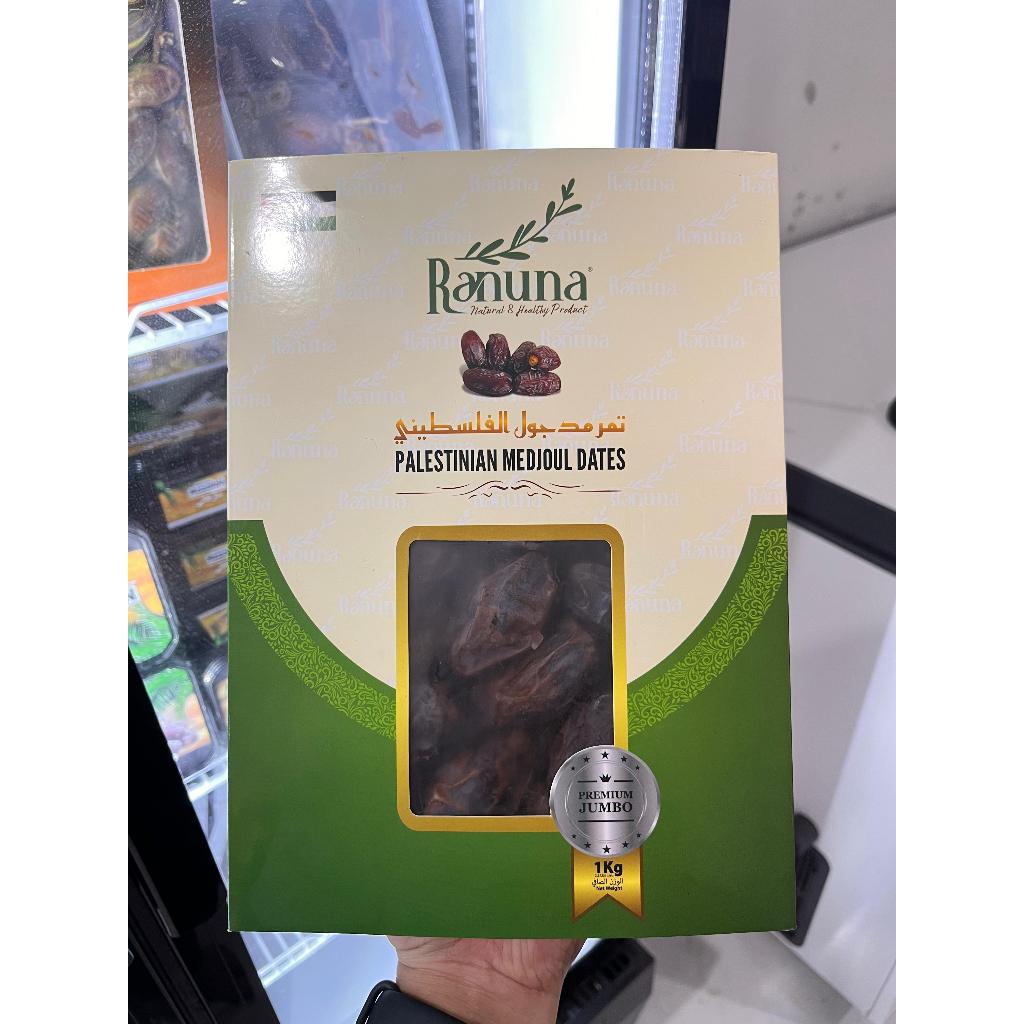 Ranuna®
Natural & Healthy Product
تمر مدجول الفلسطيني
PALESTINIAN MEDJOUL DATES
PREMIUM
JUMBO
1Kg
الوزن الصافي
Net Weight